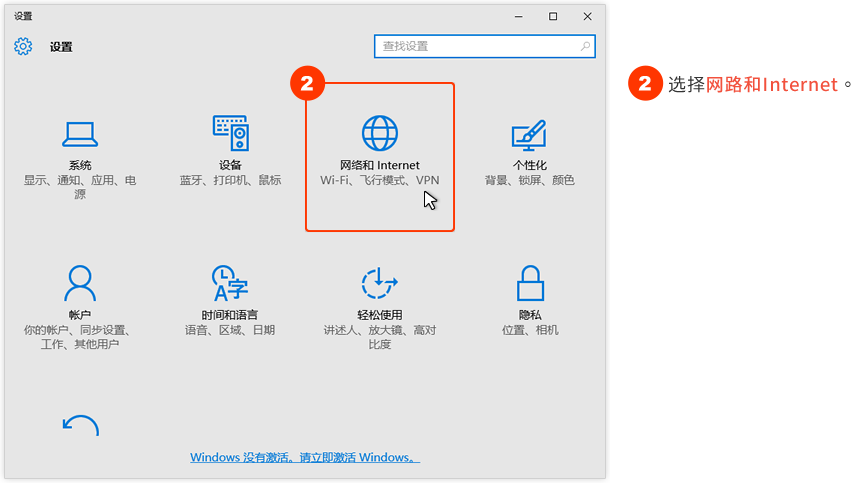 设置
设置
查找设置
2
2 选择网路和Internet。
系统
显示、通知、应用、电
源
设备
蓝牙、打印机、鼠标
网络和 Internet
Wi-Fi、飞行模式、VPN
个性化
背景、锁屏、颜色
帐户
你的帐户、同步设置、
工作、其他用户
时间和语言
语音、区域、日期
轻松使用
讲述人、放大镜、高对
比度
隐私
位置、相机
Windows 没有激活。请立即激活 Windows。